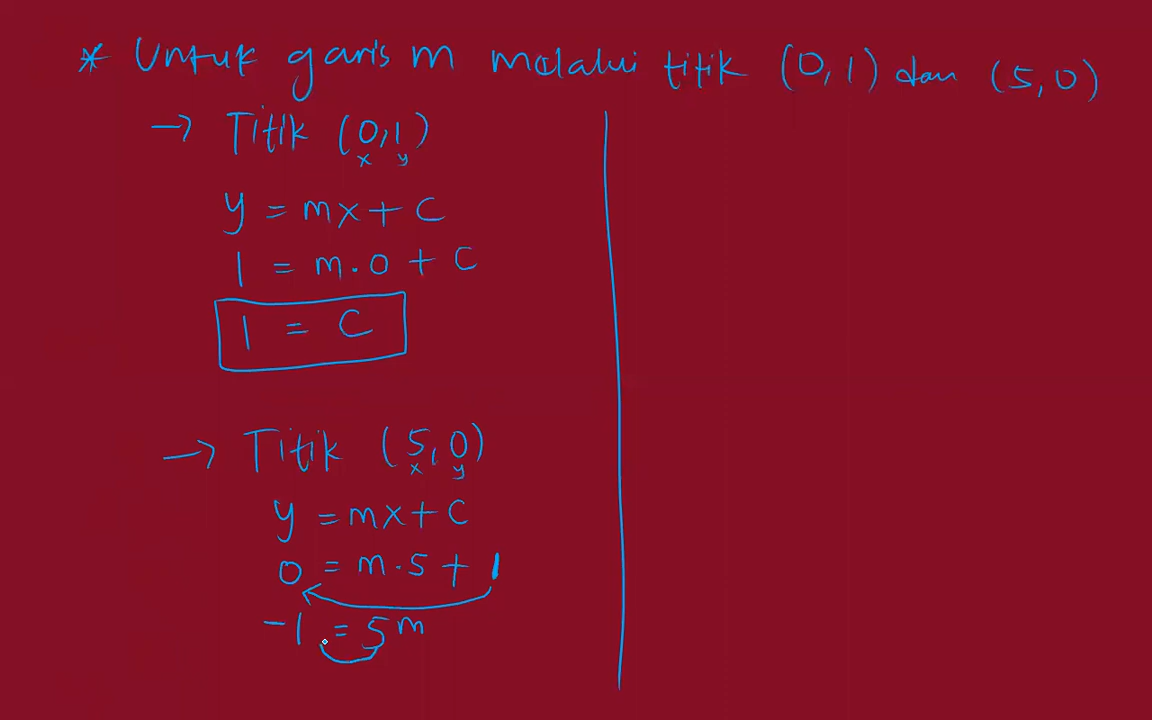 * Untuk garis m melalui titik (0,1) dan (5,0)
→ Titik (0,1)
x y
y = mx + c
1 = m.0 + c
1 = c
→ Titik (5,0)
x y
y = mx + c
0 = m.5 + 1
-1 = 5m